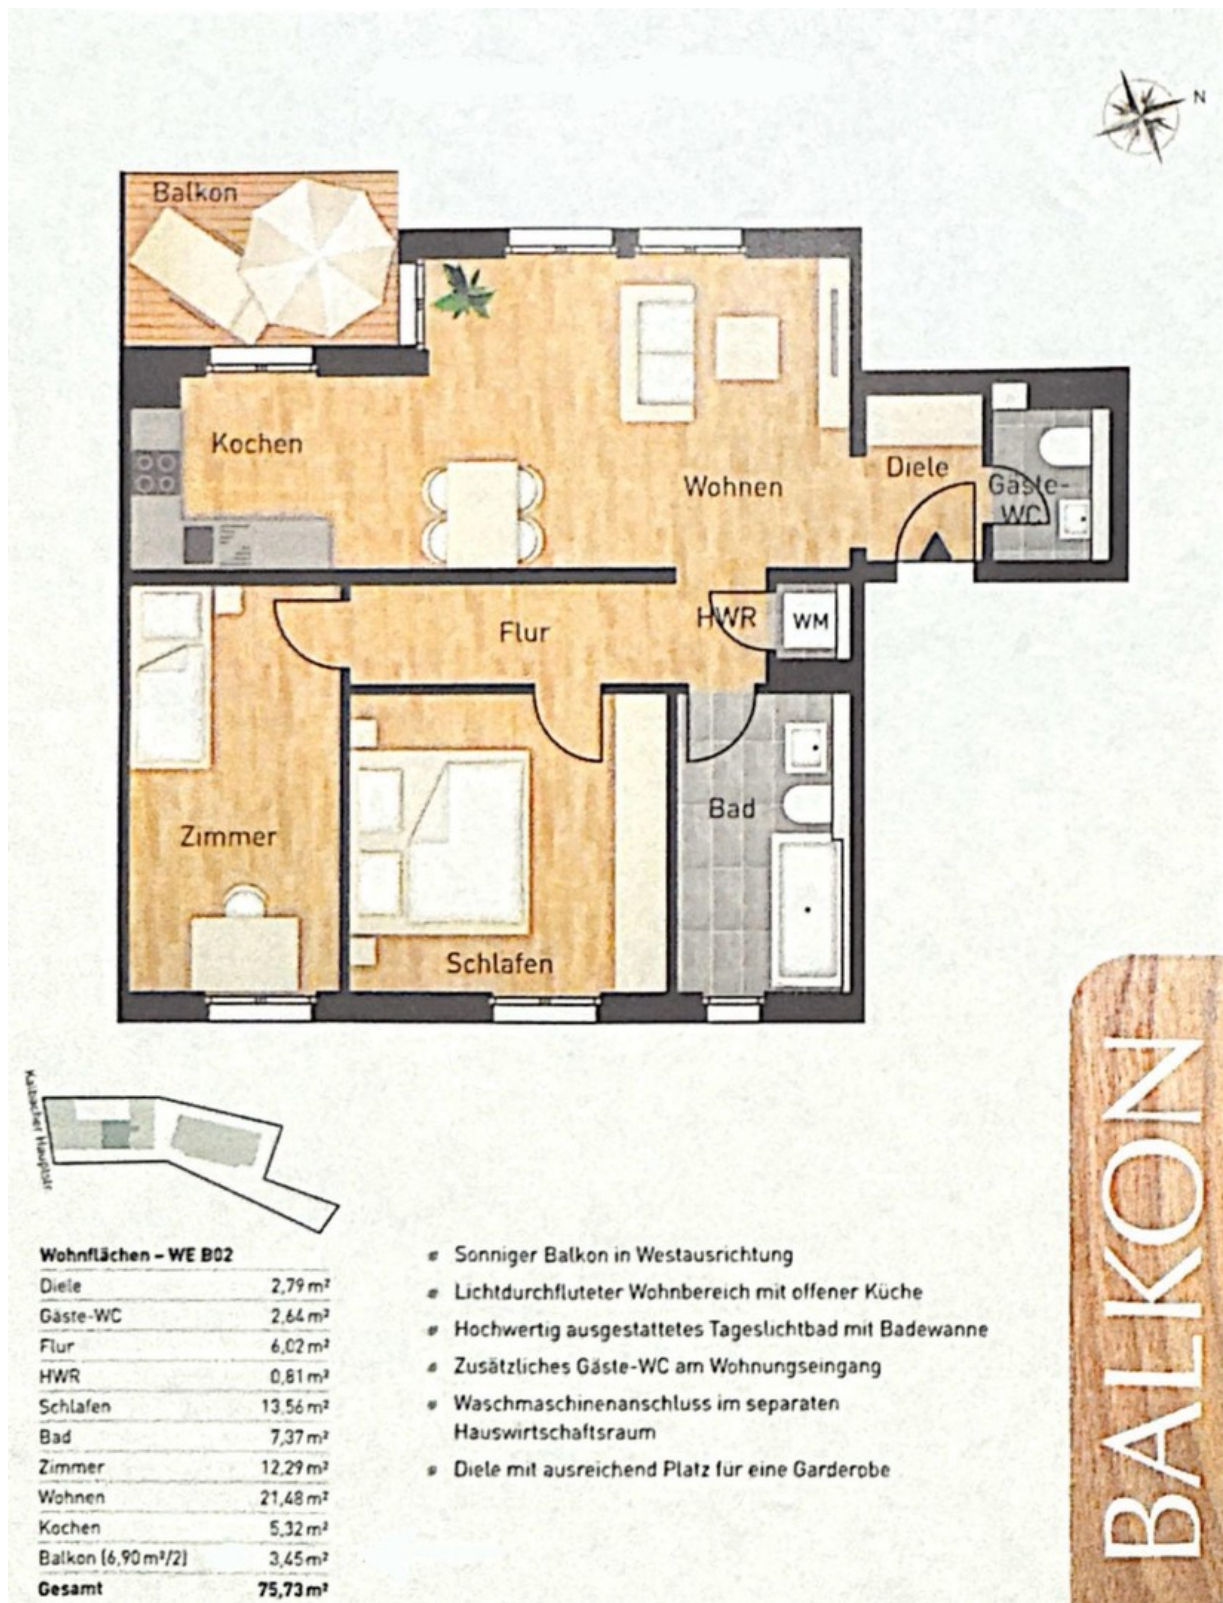 N
Balkon
Kochen
Wohnen
Diele
Gäste-
WC
Flur
HWR
WM
Zimmer
Bad
Schlafen
BALKON
Kalbacher Hauptstr.
Wohnflächen – WE B02
Diele 2,79 m²
Gäste-WC 2,64 m²
Flur 6,02 m²
HWR 0,81 m²
Schlafen 13,56 m²
Bad 7,37 m²
Zimmer 12,29 m²
Wohnen 21,48 m²
Kochen 5,32 m²
Balkon (6,90 m²/2) 3,45 m²
Gesamt 75,73 m²
Sonniger Balkon in Westausrichtung
Lichtdurchfluteter Wohnbereich mit offener Küche
Hochwertig ausgestattetes Tageslichtbad mit Badewanne
Zusätzliches Gäste-WC am Wohnungseingang
Waschmaschinenanschluss im separaten
Hauswirtschaftsraum
Diele mit ausreichend Platz für eine Garderobe